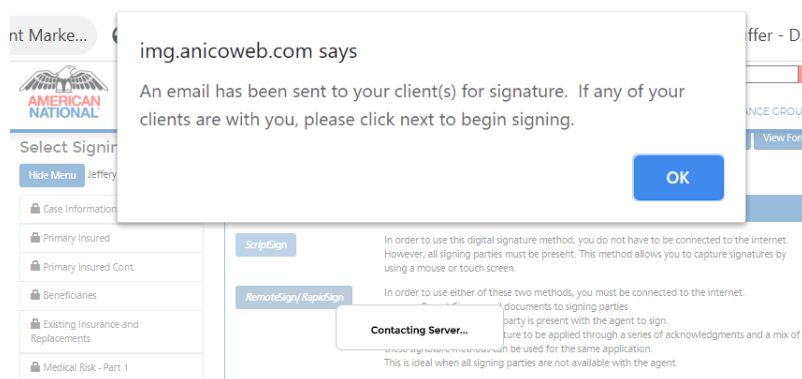 nt Marke...
ffer - D
img.anicoweb.com says
An email has been sent to your client(s) for signature. If any of your
clients are with you, please click next to begin signing.
OK
AMERICAN
NATIONAL
ANCE GROU
Select Signin
View For
Hide Menu Jeffery
Case Information
Primary Insured
Primary Insured Cont.
Beneficiaries
Existing Insurance and
Replacements
Medical Risk - Part 1
ScriptSign
In order to use this digital signature method, you do not have to be connected to the internet.
However, all signing parties must be present. This method allows you to capture signatures by
using a mouse or touch screen.
RemoteSign/RapidSign
In order to use either of these two methods, you must be connected to the internet.
documents to signing parties
Contacting Server...
party is present with the agent to sign.
ture to be applied through a series of acknowledgments and a mix of
these signature methods can be used for the same application.
This is ideal when all signing parties are not available with the agent.